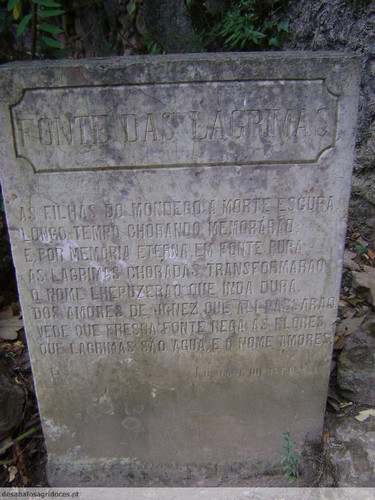 FONTE DAS LAGRIMAS
AS FILHAS DO MONDEGO A MORTE ESCURA
LONGO TEMPO CHORANDO MEMORARÃO
E POR MEMORIA ETERNA EM FONTE PURA
AS LAGRIMAS CHORADAS TRANSFORMARÃO
O NOME LHE PUZERÃO QUE INDA DURA
DOS AMORES DE IGNEZ QUE ALI PASSARÃO
VEDE QUE FRESCA FONTE REGA AS FLORES
QUE LAGRIMAS SÃO AGUA E O NOME AMORES
desabafosagridoces.pt